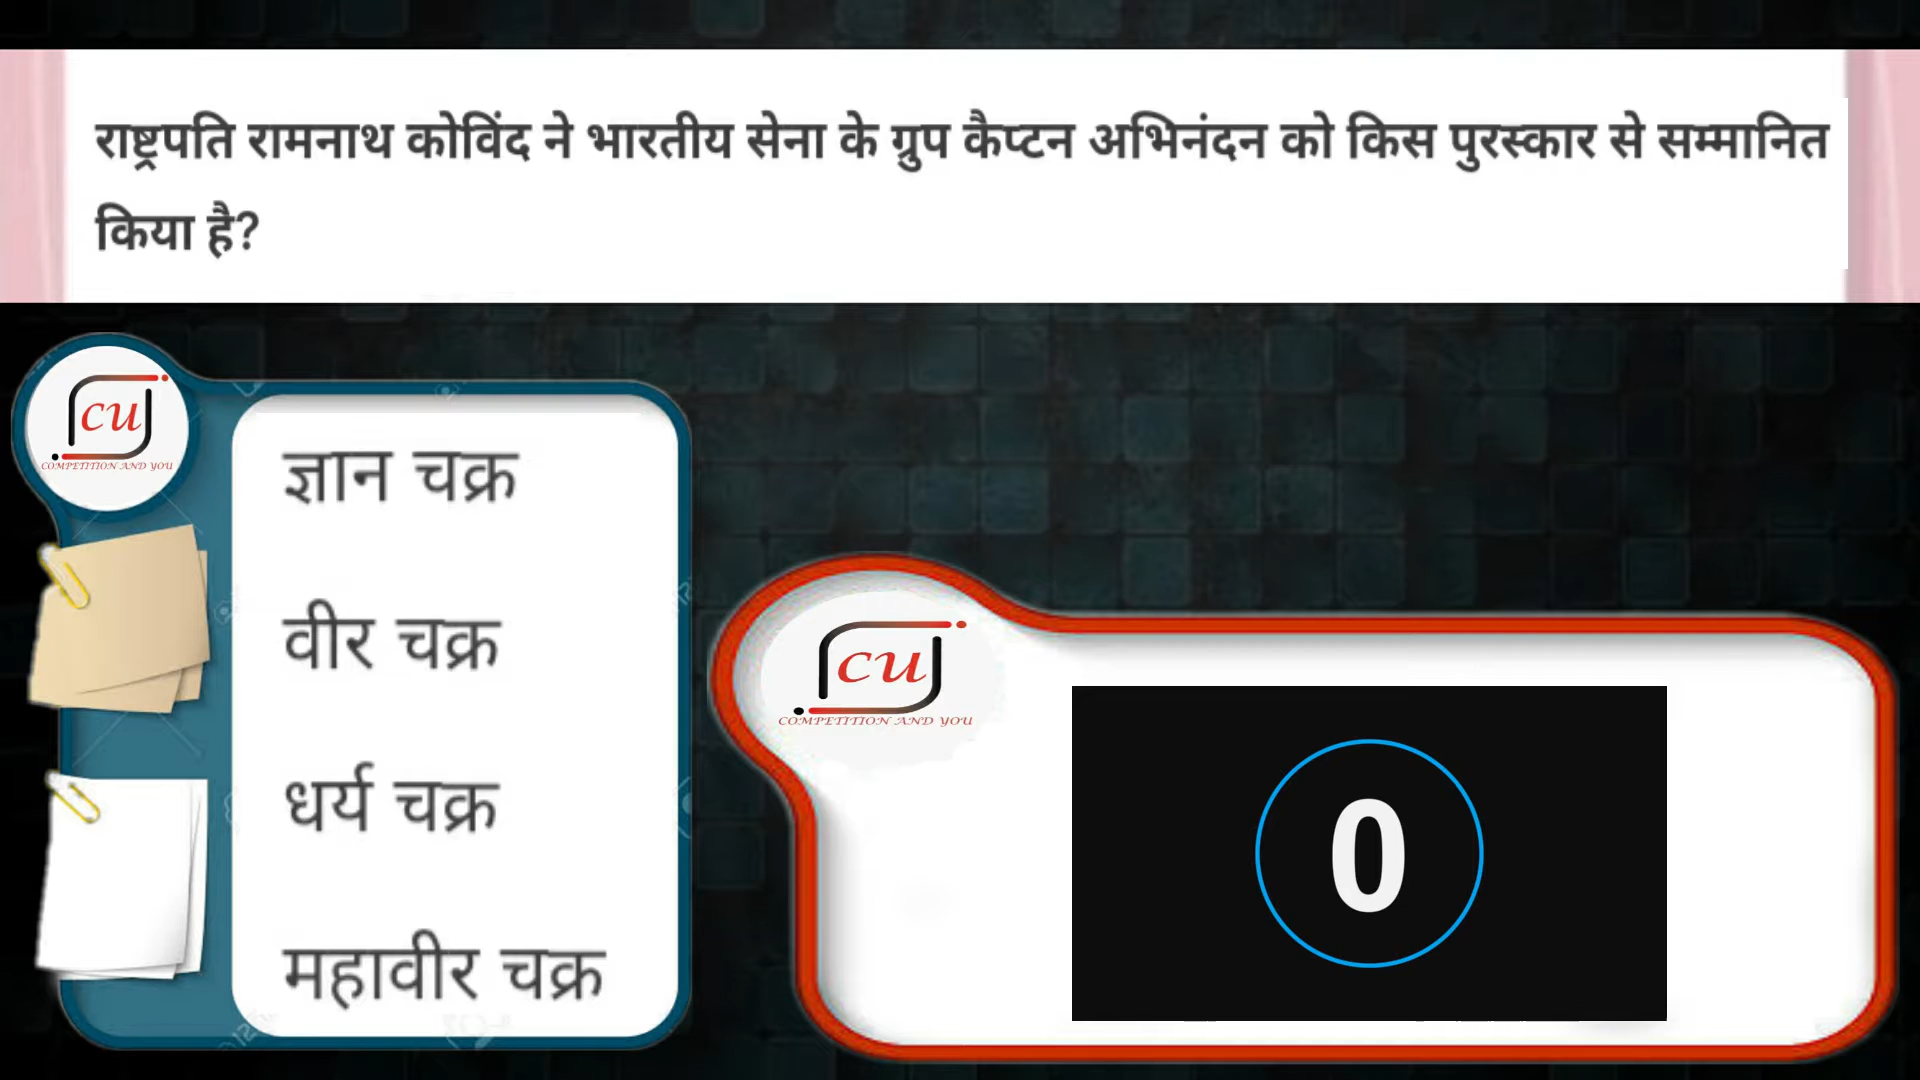 राष्ट्रपति रामनाथ कोविंद ने भारतीय सेना के ग्रुप कैप्टन अभिनंदन को किस पुरस्कार से सम्मानित
किया है?
cu
COMPETITION AND YOU
ज्ञान चक्र
वीर चक्र
धर्य चक्र
महावीर चक्र
cu
COMPETITION AND YOU
0